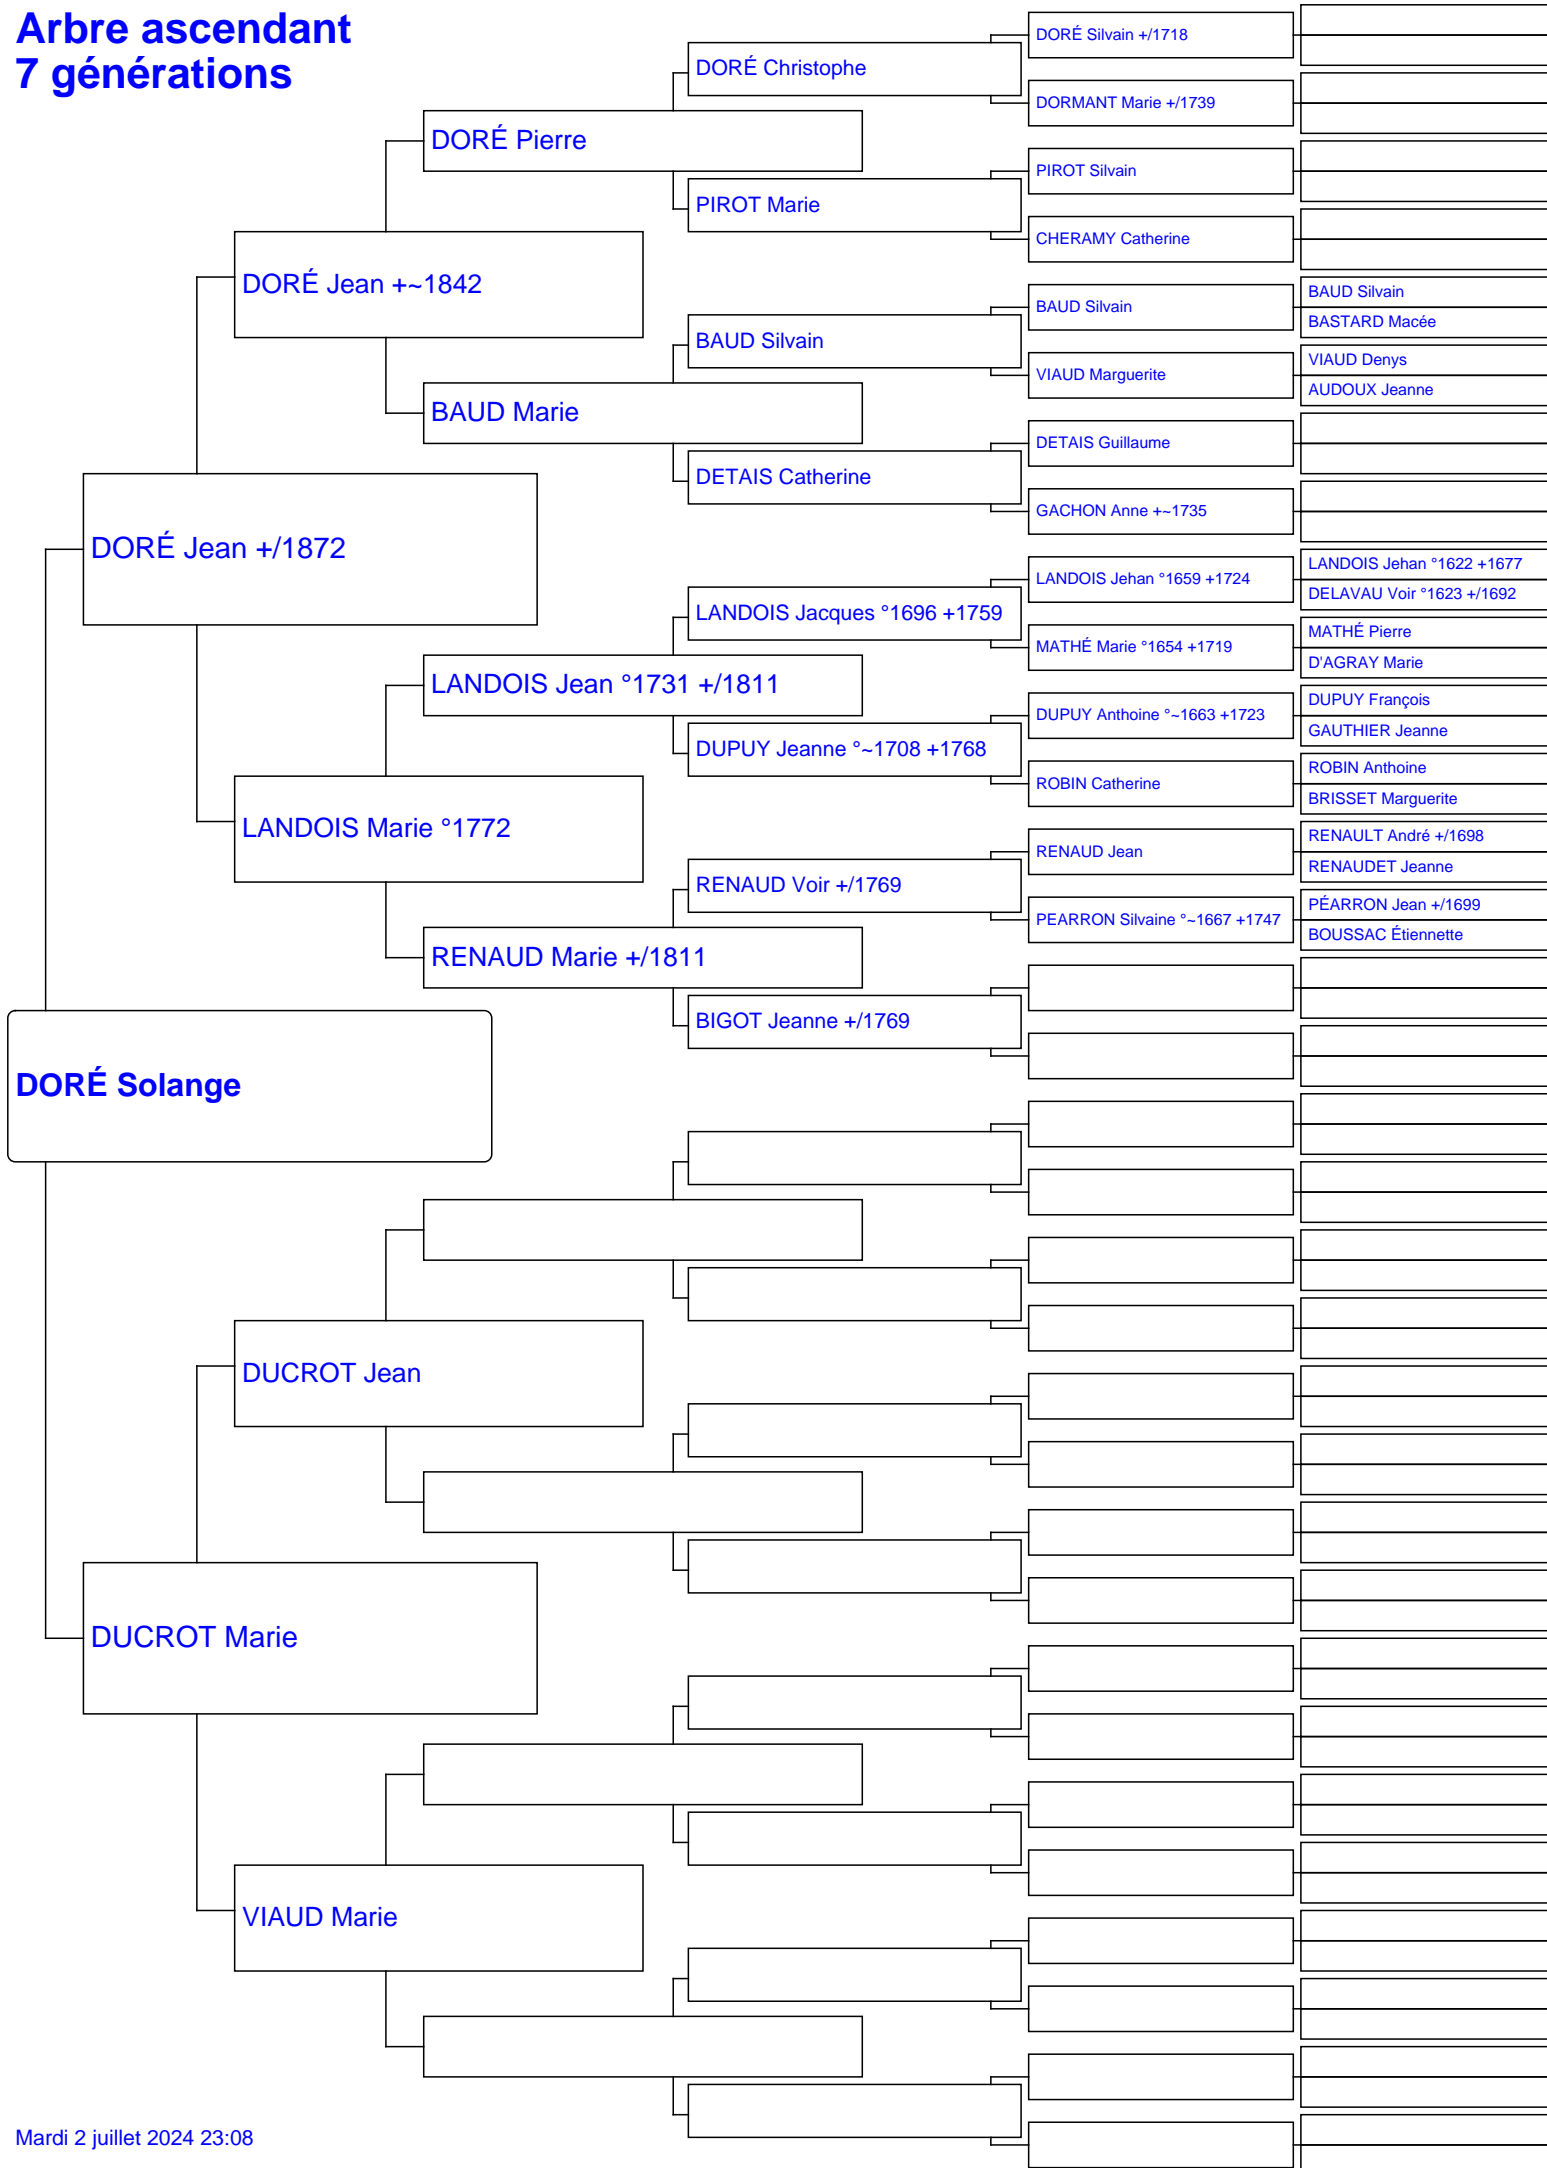 Arbre ascendant
7 générations
DORÉ Solange
DORÉ Jean +/1872
DUCROT Marie
DORÉ Jean +~1842
LANDOIS Marie °1772
DUCROT Jean
VIAUD Marie
DORÉ Pierre
BAUD Marie
LANDOIS Jean °1731 +/1811
RENAUD Marie +/1811
DORÉ Christophe
PIROT Marie
BAUD Silvain
DETAIS Catherine
LANDOIS Jacques °1696 +1759
DUPUY Jeanne °~1708 +1768
RENAUD Voir +/1769
BIGOT Jeanne +/1769
DORÉ Silvain +/1718
DORMANT Marie +/1739
PIROT Silvain
CHERAMY Catherine
BAUD Silvain
VIAUD Marguerite
DETAIS Guillaume
GACHON Anne +~1735
LANDOIS Jehan °1659 +1724
MATHÉ Marie °1654 +1719
DUPUY Anthoine °~1663 +1723
ROBIN Catherine
RENAUD Jean
PEARRON Silvaine °~1667 +1747
BAUD Silvain
BASTARD Macée
VIAUD Denys
AUDOUX Jeanne
LANDOIS Jehan °1622 +1677
DELAVAU Voir °1623 +/1692
MATHÉ Pierre
D'AGRAY Marie
DUPUY François
GAUTHIER Jeanne
ROBIN Anthoine
BRISSET Marguerite
RENAULT André +/1698
RENAUDET Jeanne
PÉARRON Jean +/1699
BOUSSAC Étiennette
Mardi 2 juillet 2024 23:08